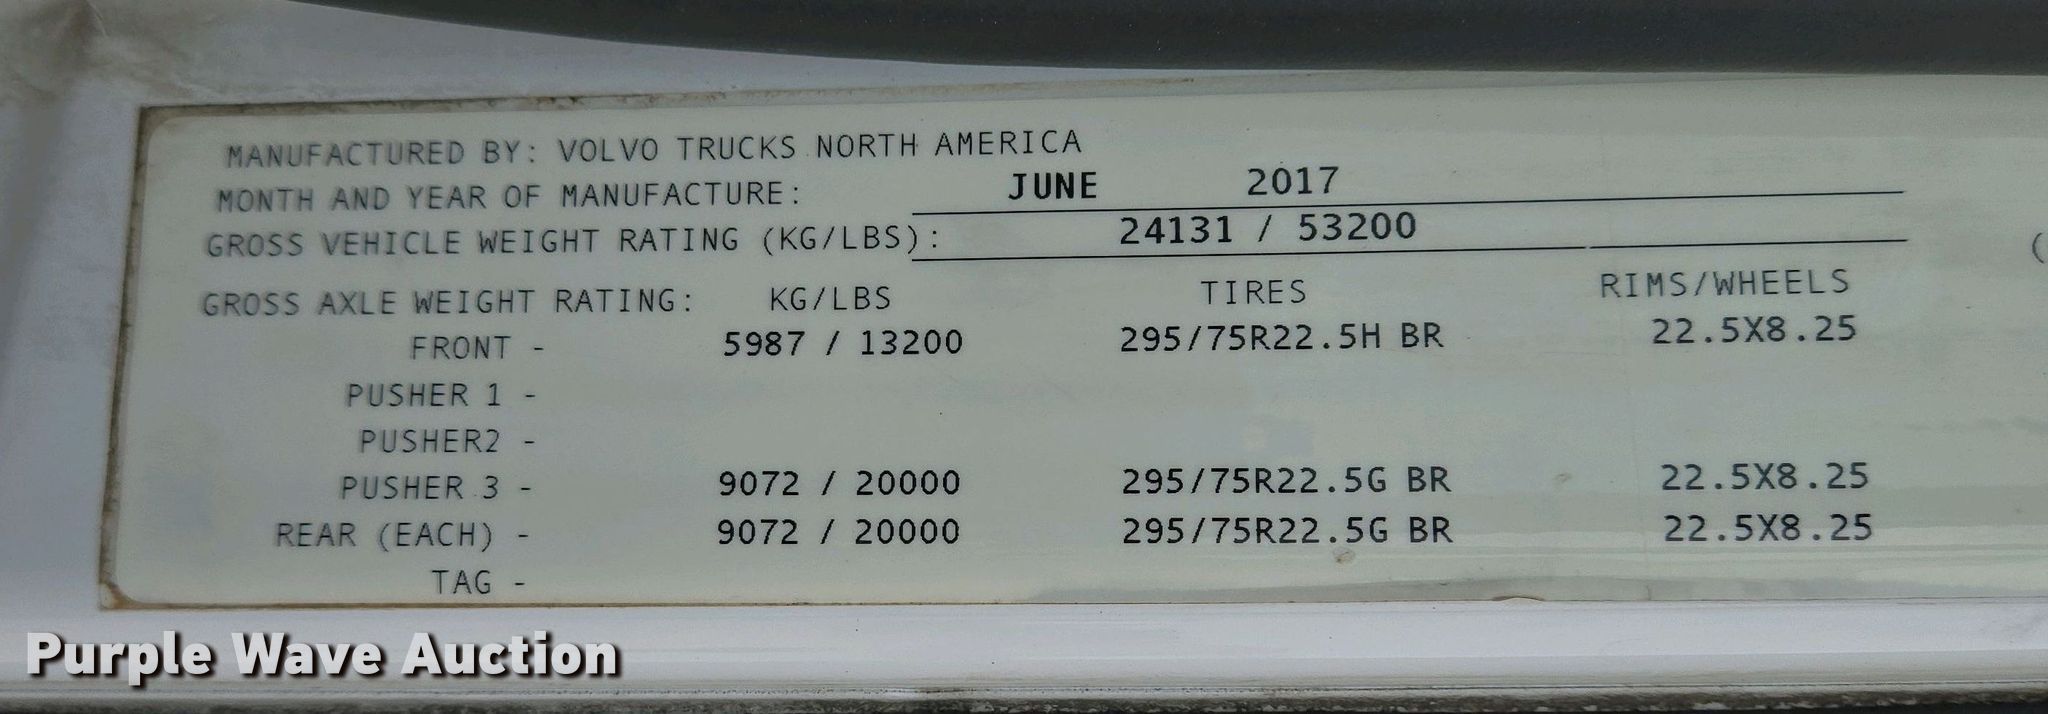 MANUFACTURED BY: VOLVO TRUCKS NORTH AMERICA
MONTH AND YEAR OF MANUFACTURE: JUNE 2017
GROSS VEHICLE WEIGHT RATING (KG/LBS): 24131 / 53200
(
GROSS AXLE WEIGHT RATING: KG/LBS TIRES RIMS/WHEELS
FRONT - 5987 / 13200 295/75R22.5H BR 22.5X8.25
PUSHER 1 -
PUSHER2 -
PUSHER 3 - 9072 / 20000 295/75R22.5G BR 22.5X8.25
REAR (EACH) - 9072 / 20000 295/75R22.5G BR 22.5X8.25
TAG -
Purple Wave Auction